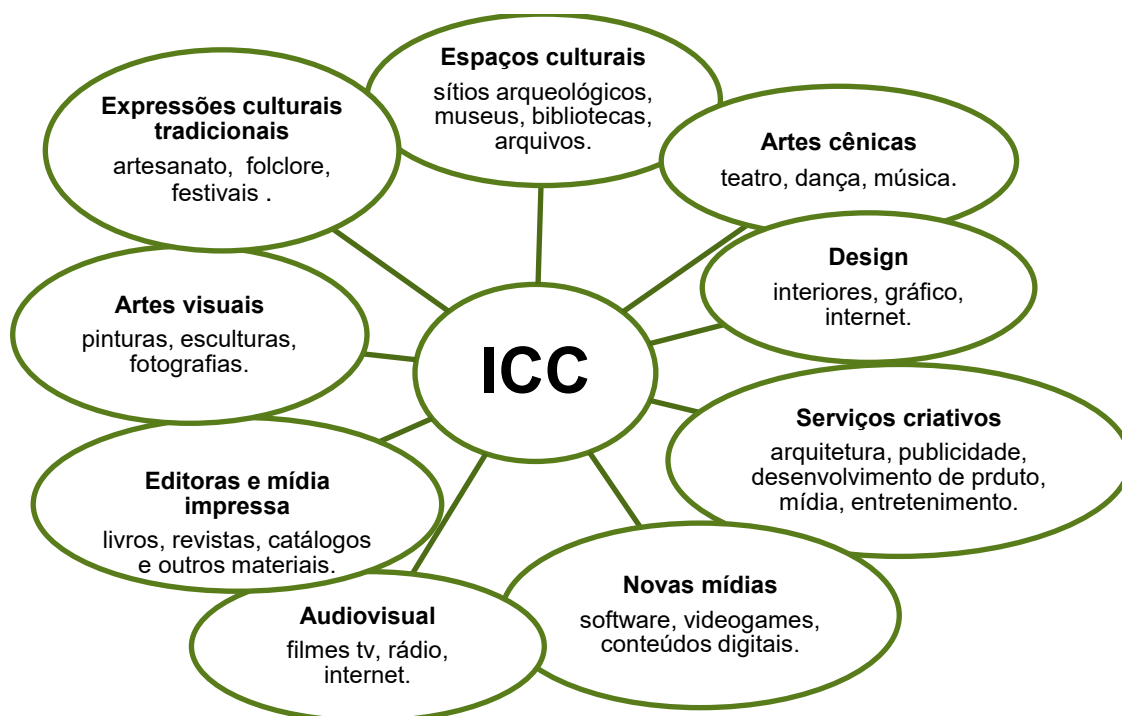 Espaços culturais
sítios arqueológicos,
museus, bibliotecas,
arquivos.
Expressões culturais
tradicionais
artesanato, folclore,
festivais .
Artes cênicas
teatro, dança, música.
Design
interiores, gráfico,
internet.
Artes visuais
pinturas, esculturas,
fotografias.
ICC
Serviços criativos
arquitetura, publicidade,
desenvolvimento de prduto,
mídia, entretenimento.
Editoras e mídia
impressa
livros, revistas, catálogos
e outros materiais.
Novas mídias
software, videogames,
conteúdos digitais.
Audiovisual
filmes tv, rádio,
internet.